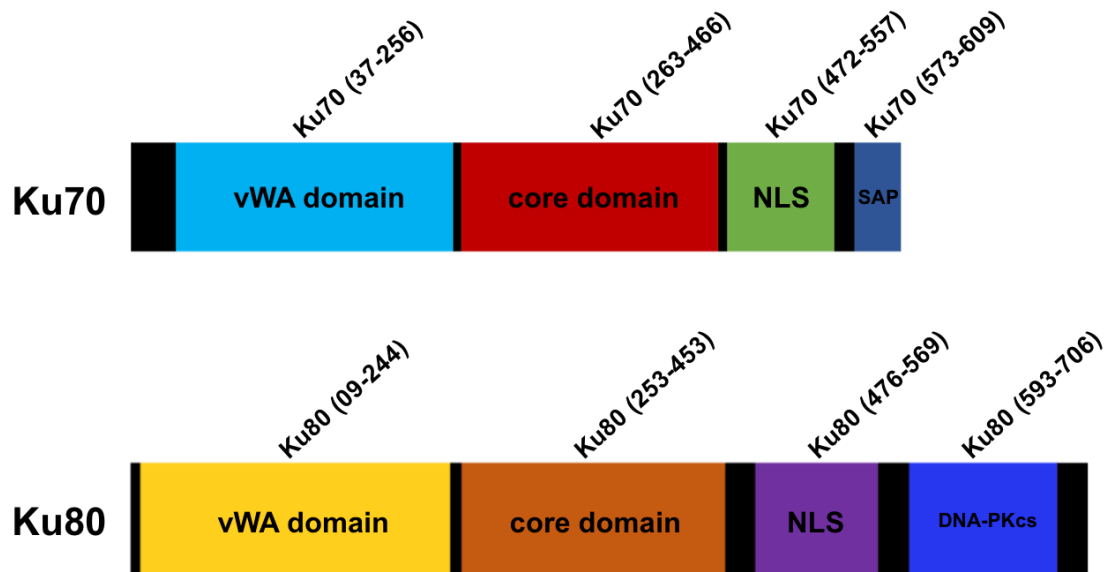 Ku70 (37-256)
Ku70 (263-466)
Ku70 (472-557)
Ku70 (573-609)
Ku70
vWA domain
core domain
NLS
SAP
Ku80 (09-244)
Ku80 (253-453)
Ku80 (476-569)
Ku80 (593-706)
Ku80
vWA domain
core domain
NLS
DNA-PKcs